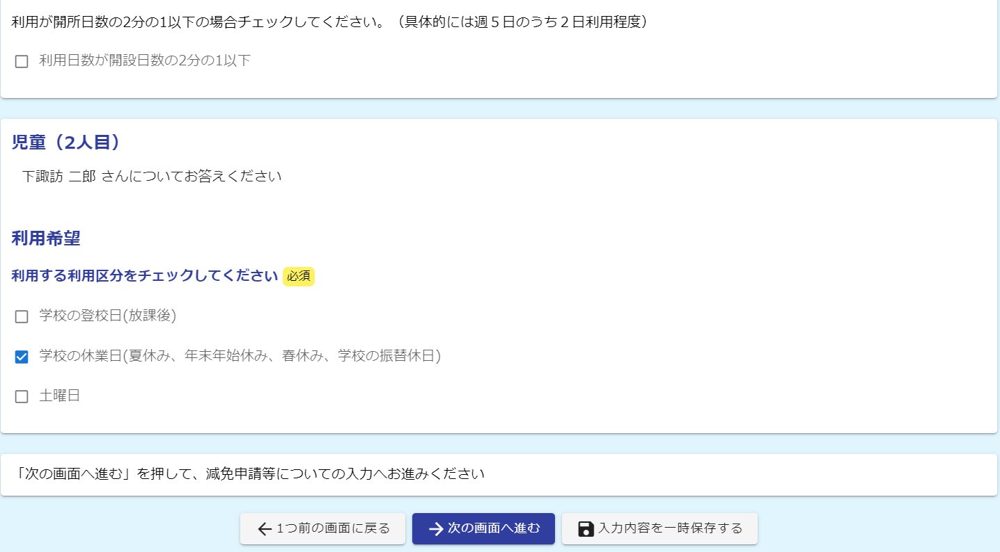 利用が開所日数の2分の1以下の場合チェックしてください。（具体的には週５日のうち２日利用程度）
利用日数が開設日数の2分の1以下
児童（2人目）
下諏訪 二郎 さんについてお答えください
利用希望
利用する利用区分をチェックしてください 必須
学校の登校日(放課後)
学校の休業日(夏休み、年末年始休み、春休み、学校の振替休日)
土曜日
「次の画面へ進む」を押して、減免申請等についての入力へお進みください
1つ前の画面に戻る 次の画面へ進む 入力内容を一時保存する